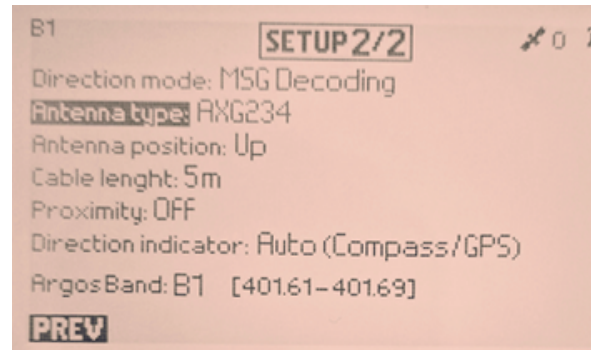 B1 SETUP 2/2 0
Direction mode: MSG Decoding
Antenna type: AXG234
Antenna position: Up
Cable lenght: 5m
Proximity: OFF
Direction indicator: Auto (Compass/GPS)
Argos Band: B1 [401.61-401.69]
PREV